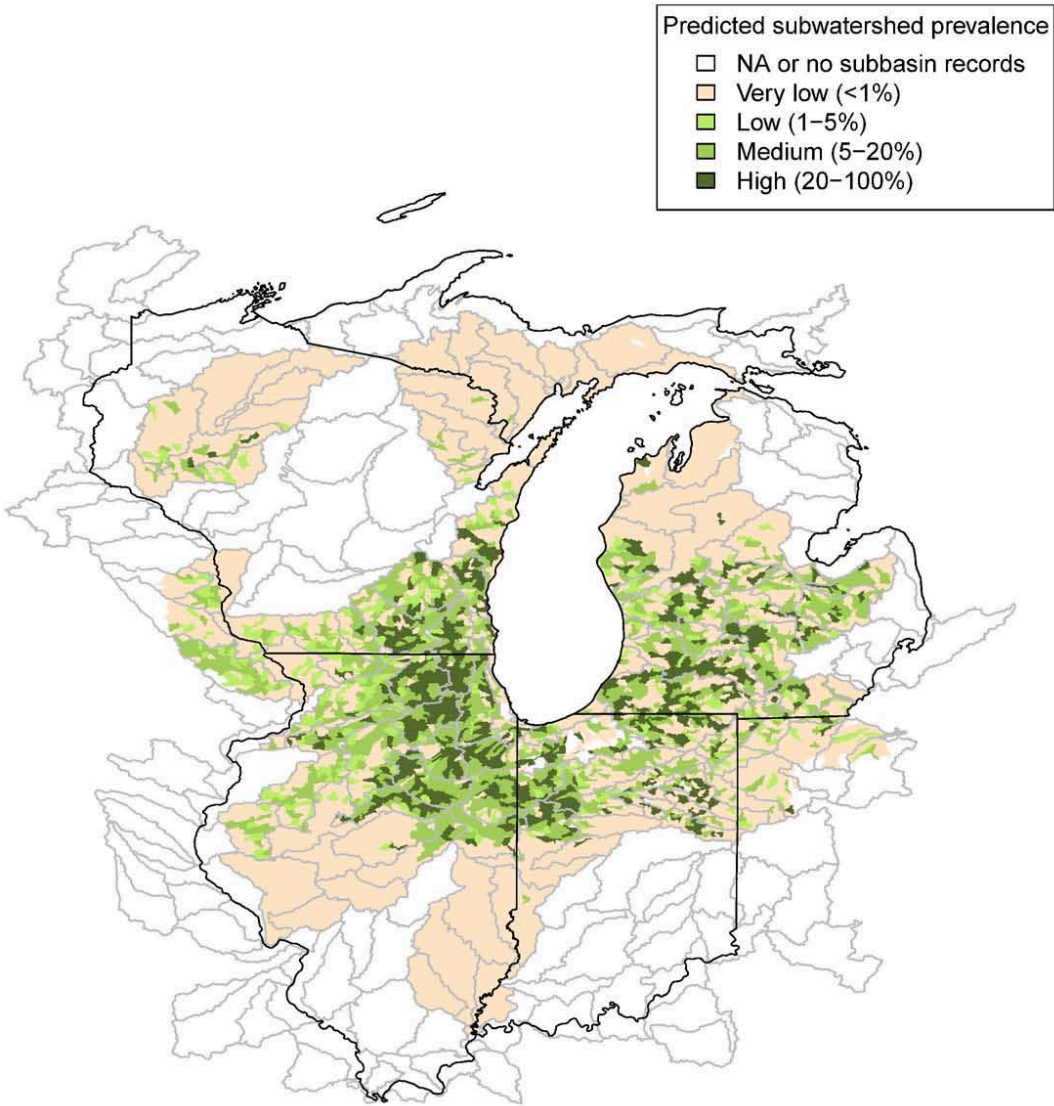 Predicted subwatershed prevalence
NA or no subbasin records
Very low (<1%)
Low (1−5%)
Medium (5−20%)
High (20−100%)